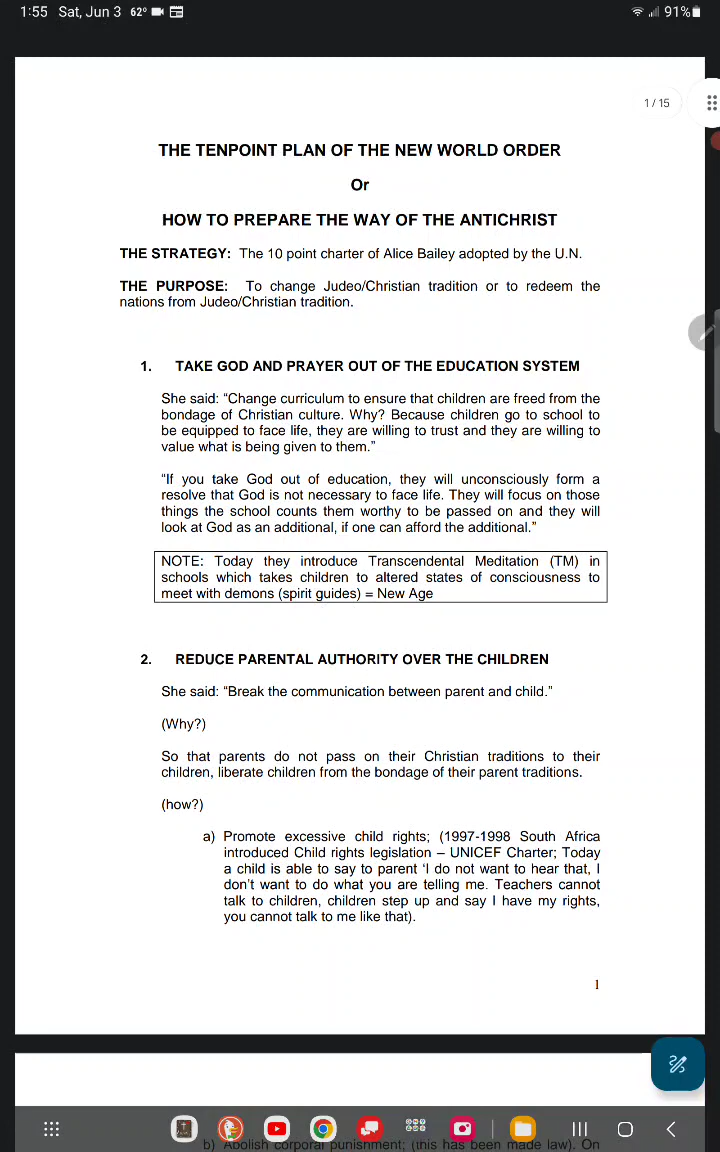 1:55 Sat, Jun 3 62° 91%
1 / 15
THE TENPOINT PLAN OF THE NEW WORLD ORDER
Or
HOW TO PREPARE THE WAY OF THE ANTICHRIST
THE STRATEGY: The 10 point charter of Alice Bailey adopted by the U.N.
THE PURPOSE: To change Judeo/Christian tradition or to redeem the
nations from Judeo/Christian tradition.
1. TAKE GOD AND PRAYER OUT OF THE EDUCATION SYSTEM
She said: “Change curriculum to ensure that children are freed from the
bondage of Christian culture. Why? Because children go to school to
be equipped to face life, they are willing to trust and they are willing to
value what is being given to them.”
“If you take God out of education, they will unconsciously form a
resolve that God is not necessary to face life. They will focus on those
things the school counts them worthy to be passed on and they will
look at God as an additional, if one can afford the additional.”
NOTE: Today they introduce Transcendental Meditation (TM) in
schools which takes children to altered states of consciousness to
meet with demons (spirit guides) = New Age
2. REDUCE PARENTAL AUTHORITY OVER THE CHILDREN
She said: “Break the communication between parent and child.”
(Why?)
So that parents do not pass on their Christian traditions to their
children, liberate children from the bondage of their parent traditions.
(how?)
a) Promote excessive child rights; (1997-1998 South Africa
introduced Child rights legislation – UNICEF Charter; Today
a child is able to say to parent ‘I do not want to hear that, I
don’t want to do what you are telling me. Teachers cannot
talk to children, children step up and say I have my rights,
you cannot talk to me like that).
1
b) Abolish corporal punishment; (this has been made law). On